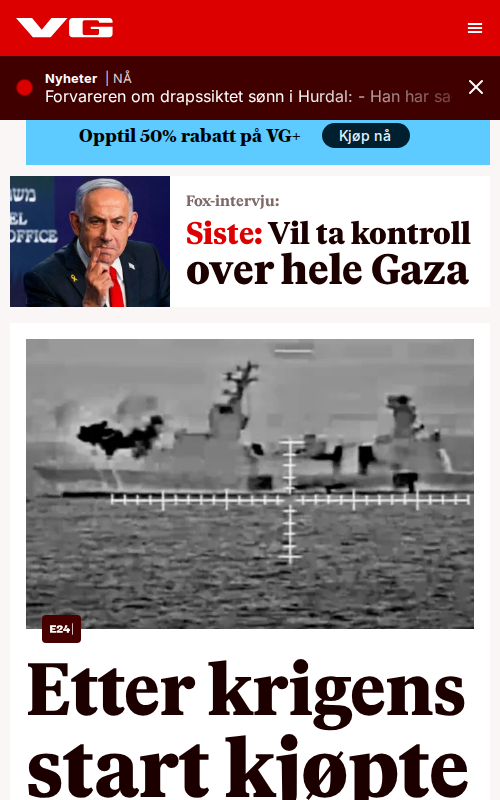 VG
Nyheter | NÅ
Forvareren om drapssiktet sønn i Hurdal: - Han har sa
Opptil 50% rabatt på VG+
Kjøp nå
Fox-intervju:
Siste: Vil ta kontroll
over hele Gaza
OFFICE
E24
Etter krigens
start kjøpte